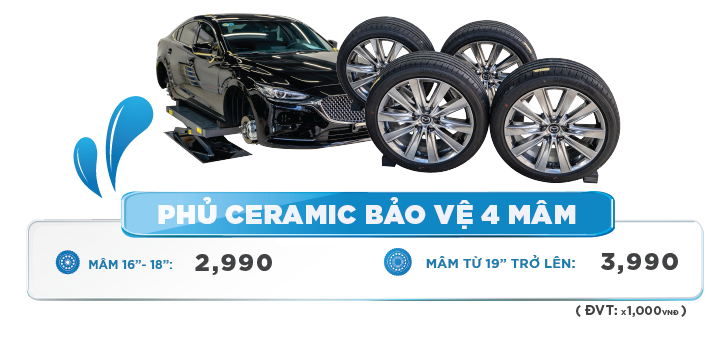 PHỦ CERAMIC BẢO VỆ 4 MÂM
MÂM 16”- 18”: 2,990
MÂM TỪ 19” TRỞ LÊN: 3,990
( ĐVT: x1,000VNĐ )